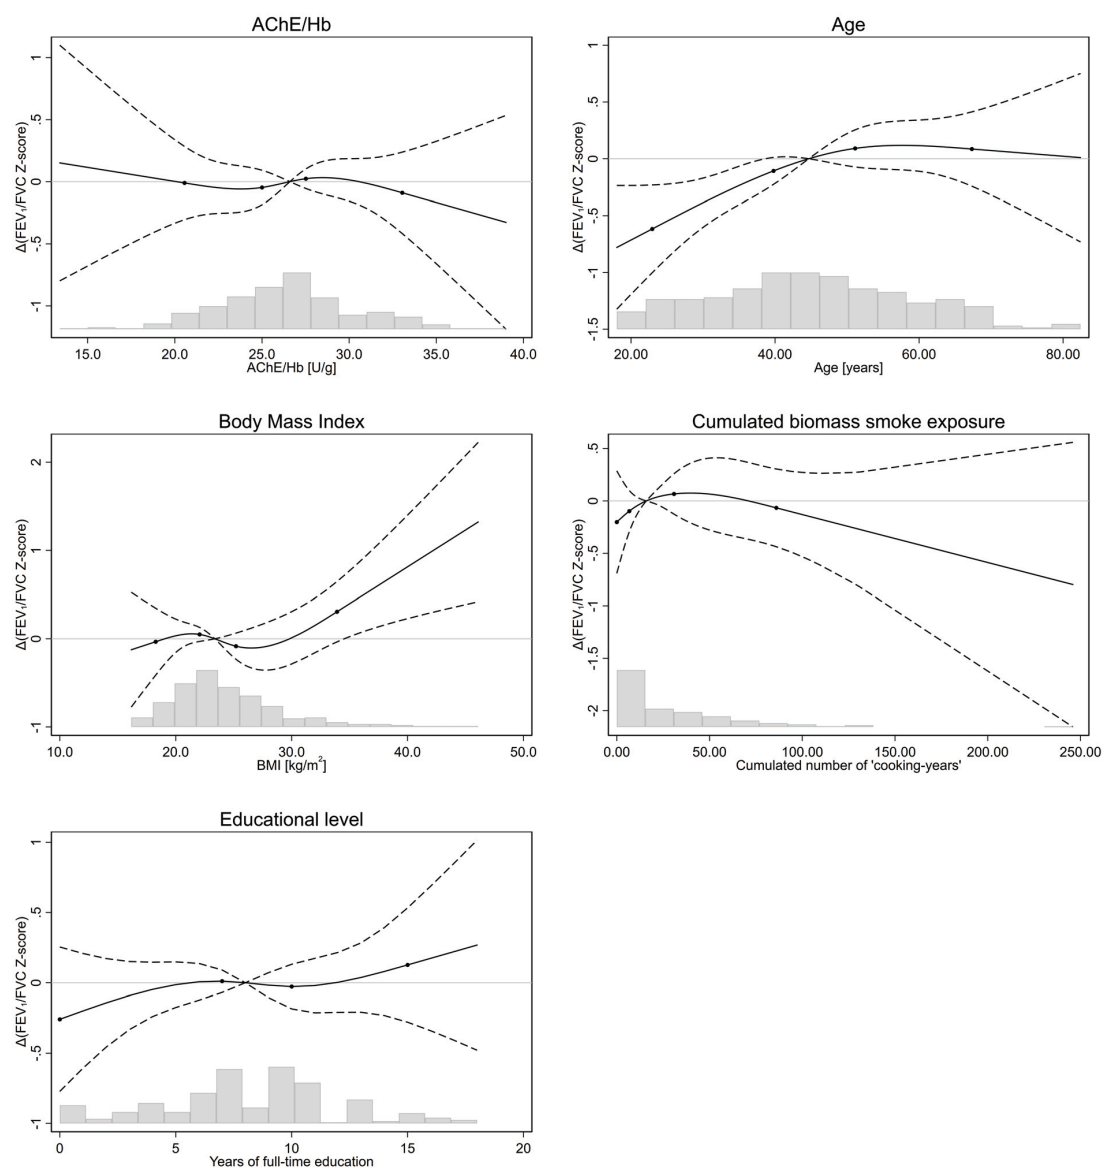 AChE/Hb
Δ(FEV₁/FVC Z-score)
1
.5
0
-.5
-1
15.0 20.0 25.0 30.0 35.0 40.0
AChE/Hb [U/g]
Age
Δ(FEV₁/FVC Z-score)
1
.5
0
-.5
-1
-1.5
20.00 40.00 60.00 80.00
Age [years]
Body Mass Index
Δ(FEV₁/FVC Z-score)
2
1
0
-1
10.0 20.0 30.0 40.0 50.0
BMI [kg/m²]
Cumulated biomass smoke exposure
Δ(FEV₁/FVC Z-score)
.5
0
-.5
-1
-1.5
-2
0.00 50.00 100.00 150.00 200.00 250.00
Cumulated number of 'cooking-years'
Educational level
Δ(FEV₁/FVC Z-score)
1
.5
0
-.5
-1
0 5 10 15 20
Years of full-time education